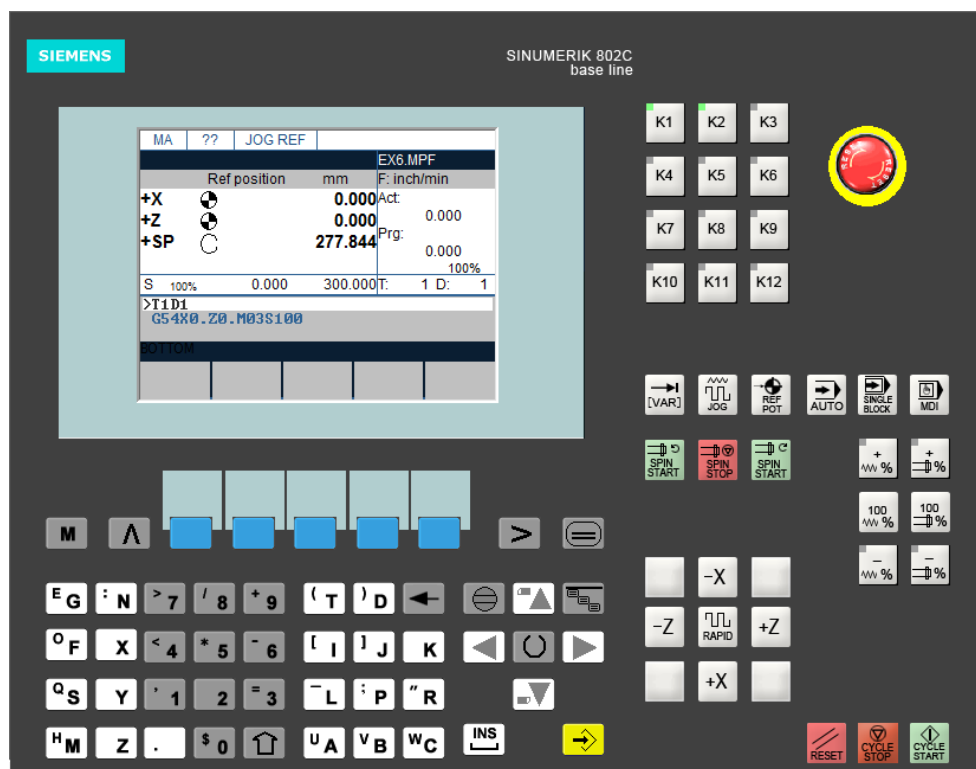 SIEMENS
SINUMERIK 802C
base line
MA ?? JOG REF
EX6.MPF
Ref position mm F: inch/min
+X 0.000 Act:
0.000
+Z 0.000
+SP 277.844 Prg:
0.000
100%
S 100% 0.000 300.000 T: 1 D: 1
>T1D1
G54X0.Z0.M03S100
BOTTOM
K1 K2 K3
K4 K5 K6
K7 K8 K9
K10 K11 K12
RESET RESET
[VAR] JOG REF POT AUTO SINGLE BLOCK MDI
SPIN START SPIN STOP SPIN START
+ % + %
100 % 100 %
− % − %
-X
-Z RAPID +Z
+X
RESET CYCLE STOP CYCLE START
M Λ > 
E G : N > 7 / 8 + 9 ( T ) D
O F X < 4 * 5 - 6 [ I ] J K
Q S Y ' 1 2 = 3 ‾ L ; P " R
H M Z . $ 0 U A V B W C INS